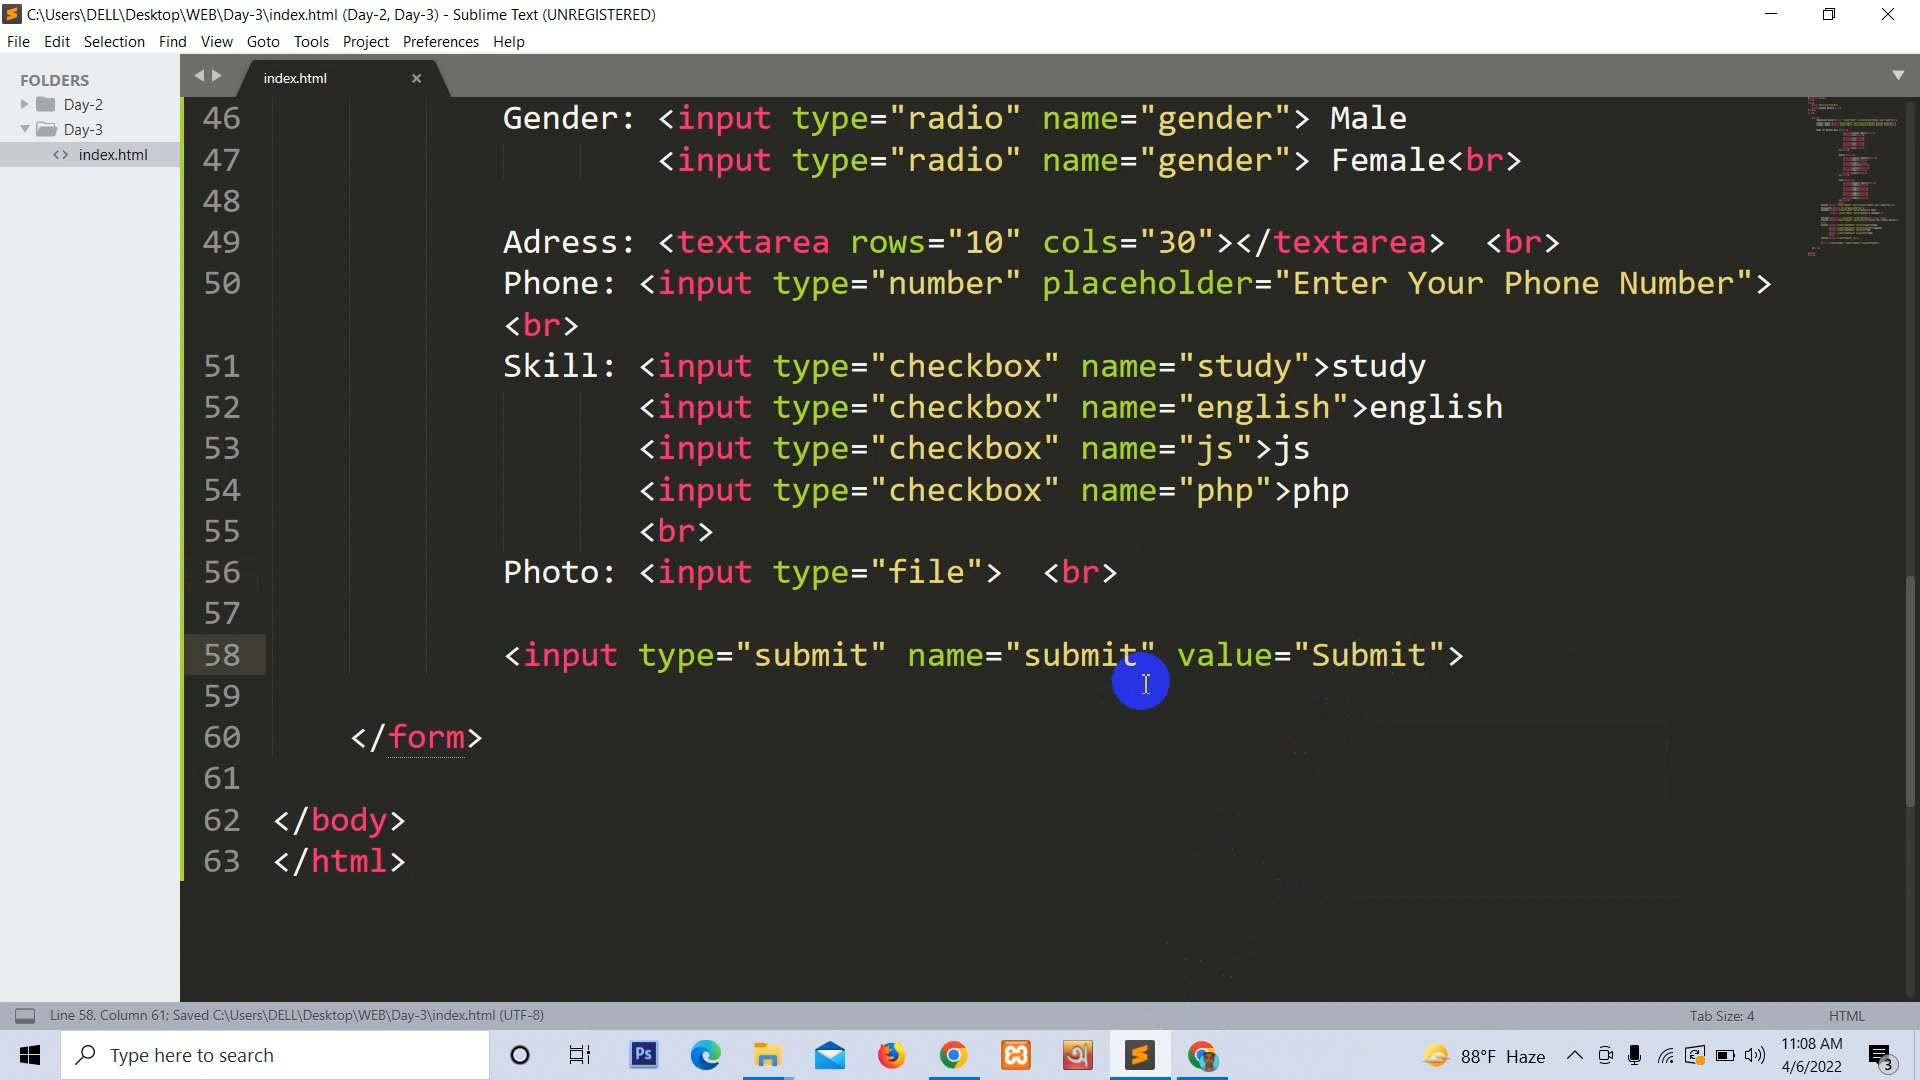 C:\Users\DELL\Desktop\WEB\Day-3\index.html (Day-2, Day-3) - Sublime Text (UNREGISTERED)
File Edit Selection Find View Goto Tools Project Preferences Help
FOLDERS
Day-2
Day-3
<> index.html
index.html
46 Gender: <input type="radio" name="gender"> Male
47 <input type="radio" name="gender"> Female<br>
48
49 Adress: <textarea rows="10" cols="30"></textarea>  <br>
50 Phone: <input type="number" placeholder="Enter Your Phone Number">
<br>
51 Skill: <input type="checkbox" name="study">study
52 <input type="checkbox" name="english">english
53 <input type="checkbox" name="js">js
54 <input type="checkbox" name="php">php
55 <br>
56 Photo: <input type="file">  <br>
57
58 <input type="submit" name="submit" value="Submit">
59
60 </form>
61
62 </body>
63 </html>
Line 58, Column 61; Saved C:\Users\DELL\Desktop\WEB\Day-3\index.html (UTF-8)
Tab Size: 4
HTML
Type here to search
Ps
88°F Haze
11:08 AM
4/6/2022
3